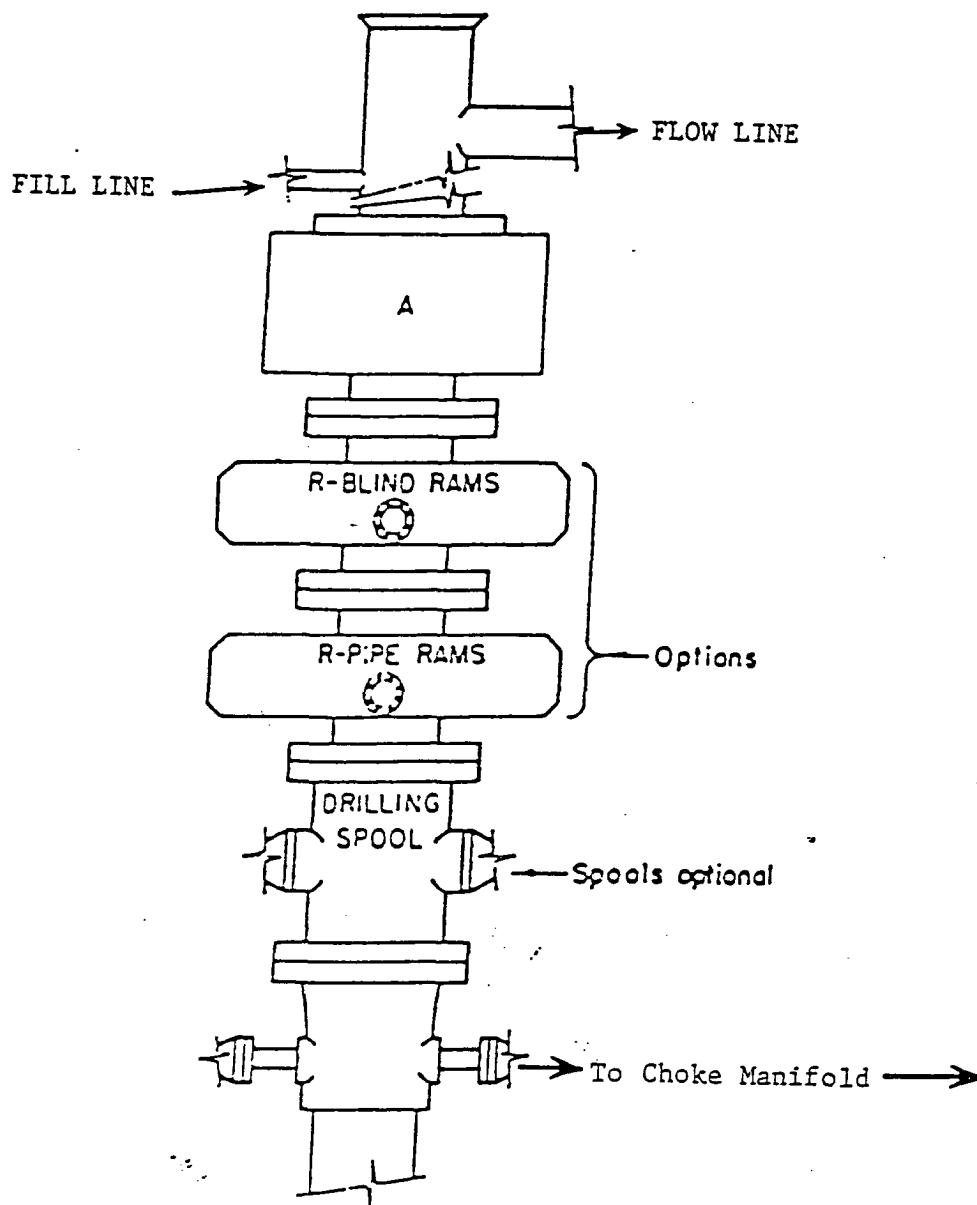 FLOW LINE
FILL LINE
A
R-BLIND RAMS
R-PIPE RAMS
Options
DRILLING
SPOOL
Spools optional
To Choke Manifold